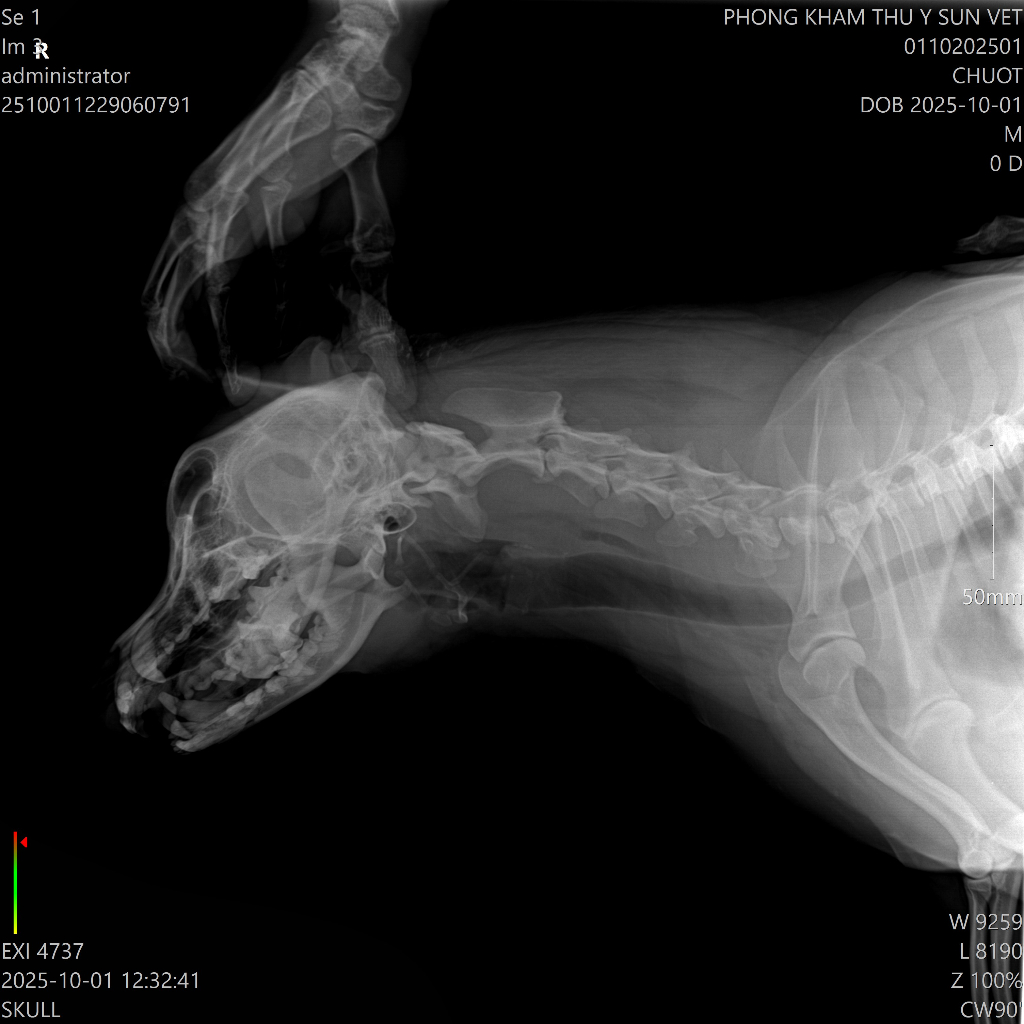 Se 1
Im 3
R
administrator
2510011229060791
PHONG KHAM THU Y SUN VET
0110202501
CHUOT
DOB 2025-10-01
M
0 D
50mm
EXI 4737
2025-10-01 12:32:41
SKULL
W 9259
L 8190
Z 100%
CW90